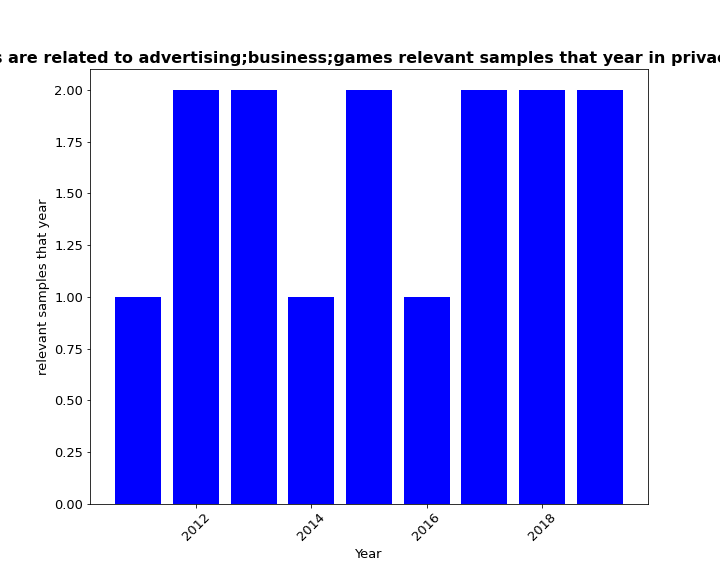 are related to advertising;business;games relevant samples that year in
2.00
1.75
1.50
1.25
1.00
0.75
0.50
0.25
0.00
relevant samples that year
2012 2014 2016 2018
Year